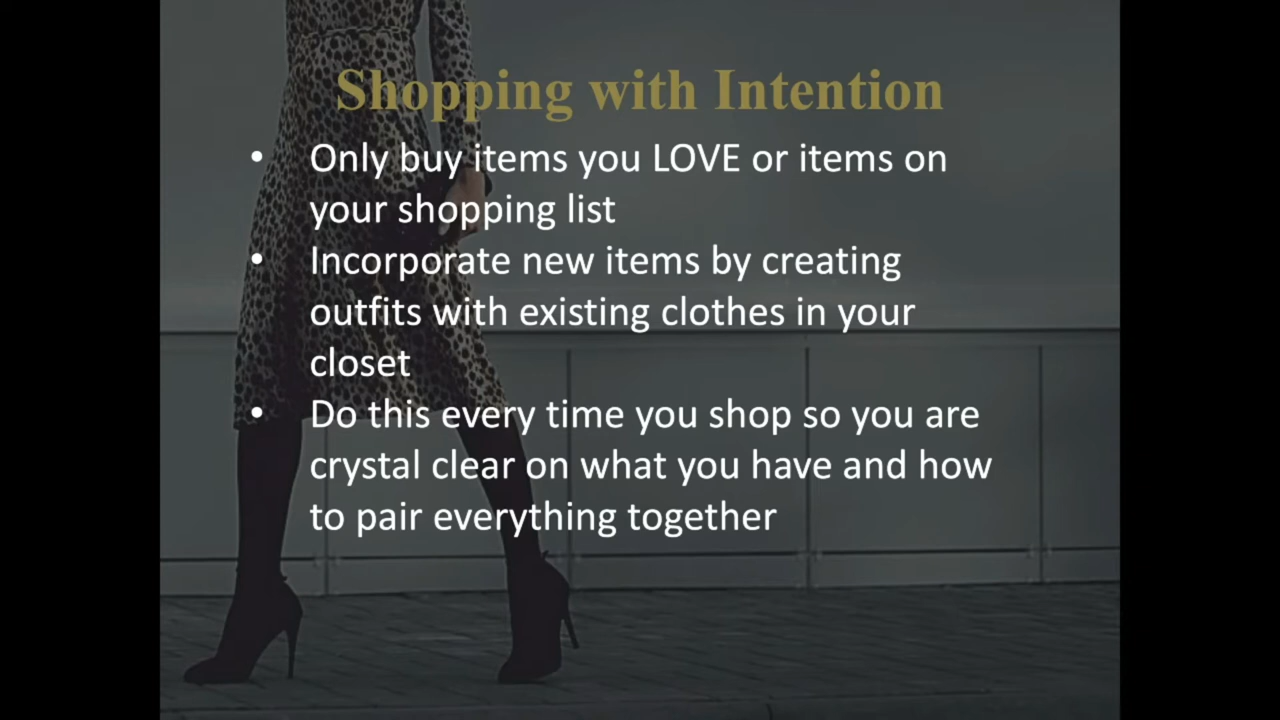 Shopping with Intention
• Only buy items you LOVE or items on
your shopping list
• Incorporate new items by creating
outfits with existing clothes in your
closet
• Do this every time you shop so you are
crystal clear on what you have and how
to pair everything together